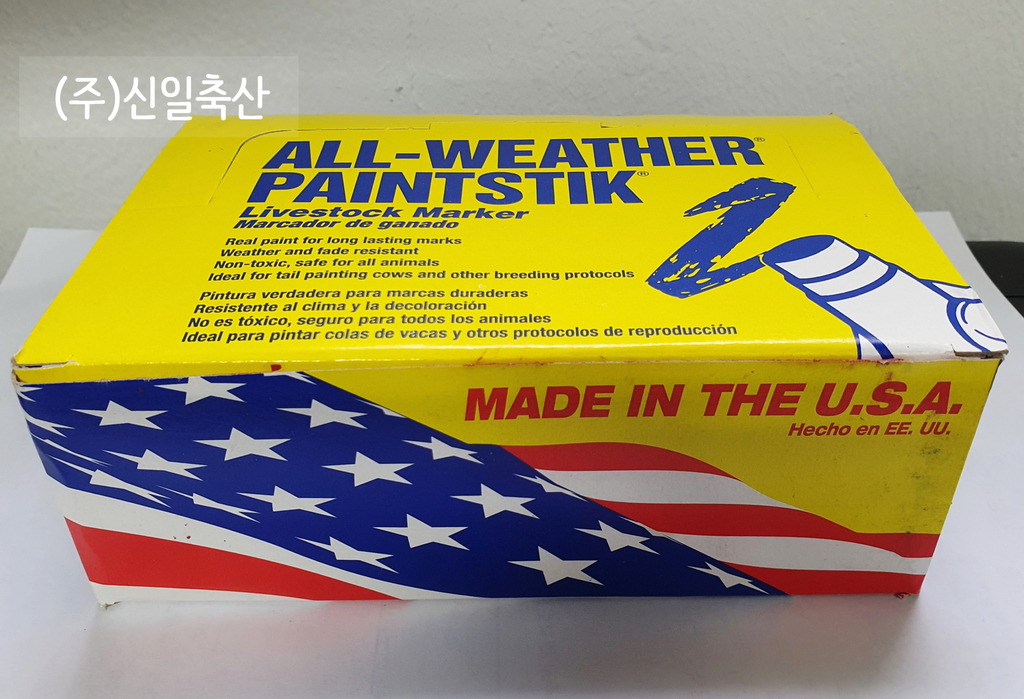 (주)신일축산
ALL-WEATHER®
PAINTSTIK®
Livestock Marker
Marcador de ganado
Real paint for long lasting marks
Weather and fade resistant
Non-toxic, safe for all animals
Ideal for tail painting cows and other breeding protocols
Pintura verdadera para marcas duraderas
Resistente al clima y la decoloración
No es tóxico, seguro para todos los animales
Ideal para pintar colas de vacas y otros protocolos de reproducción
MADE IN THE U.S.A.
Hecho en EE. UU.